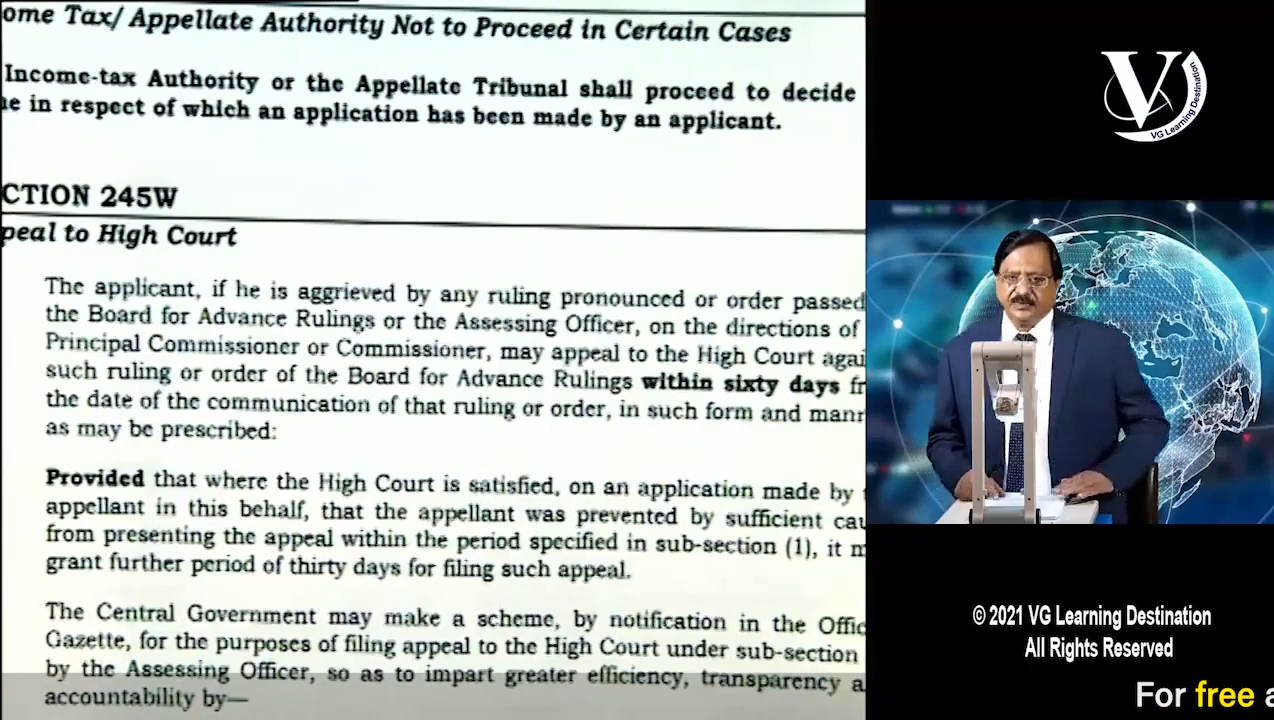 ome Tax/ Appellate Authority Not to Proceed in Certain Cases
Income-tax Authority or the Appellate Tribunal shall proceed to decide
ue in respect of which an application has been made by an applicant.
CTION 245W
peal to High Court
The applicant, if he is aggrieved by any ruling pronounced or order passed
the Board for Advance Rulings or the Assessing Officer, on the directions of
Principal Commissioner or Commissioner, may appeal to the High Court agai
such ruling or order of the Board for Advance Rulings within sixty days fr
the date of the communication of that ruling or order, in such form and mann
as may be prescribed:
Provided that where the High Court is satisfied, on an application made by
appellant in this behalf, that the appellant was prevented by sufficient cau
from presenting the appeal within the period specified in sub-section (1), it m
grant further period of thirty days for filing such appeal.
The Central Government may make a scheme, by notification in the Offic
Gazette, for the purposes of filing appeal to the High Court under sub-section
by the Assessing Officer, so as to impart greater efficiency, transparency a
accountability by—
V
VG Learning Destination
© 2021 VG Learning Destination
All Rights Reserved
For free a